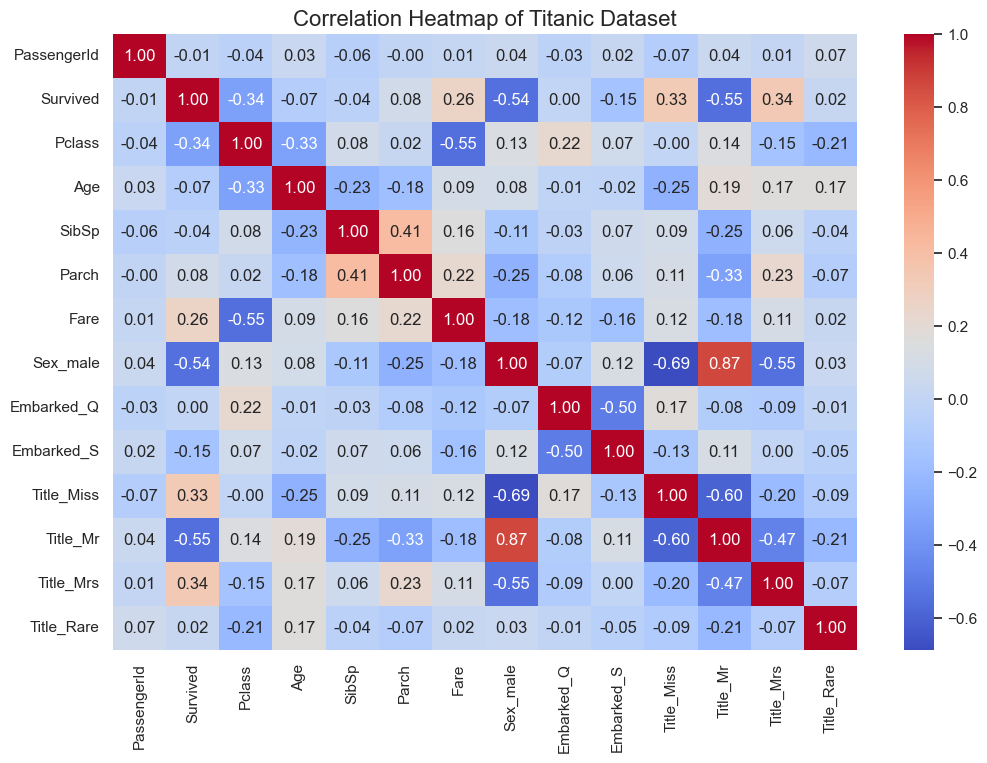 Correlation Heatmap of Titanic Dataset
PassengerId 1.00 -0.01 -0.04 0.03 -0.06 -0.00 0.01 0.04 -0.03 0.02 -0.07 0.04 0.01 0.07
Survived -0.01 1.00 -0.34 -0.07 -0.04 0.08 0.26 -0.54 0.00 -0.15 0.33 -0.55 0.34 0.02
Pclass -0.04 -0.34 1.00 -0.33 0.08 0.02 -0.55 0.13 0.22 0.07 -0.00 0.14 -0.15 -0.21
Age 0.03 -0.07 -0.33 1.00 -0.23 -0.18 0.09 0.08 -0.01 -0.02 -0.25 0.19 0.17 0.17
SibSp -0.06 -0.04 0.08 -0.23 1.00 0.41 0.16 -0.11 -0.03 0.07 0.09 -0.25 0.06 -0.04
Parch -0.00 0.08 0.02 -0.18 0.41 1.00 0.22 -0.25 -0.08 0.06 0.11 -0.33 0.23 -0.07
Fare 0.01 0.26 -0.55 0.09 0.16 0.22 1.00 -0.18 -0.12 -0.16 0.12 -0.18 0.11 0.02
Sex_male 0.04 -0.54 0.13 0.08 -0.11 -0.25 -0.18 1.00 -0.07 0.12 -0.69 0.87 -0.55 0.03
Embarked_Q -0.03 0.00 0.22 -0.01 -0.03 -0.08 -0.12 -0.07 1.00 -0.50 0.17 -0.08 -0.09 -0.01
Embarked_S 0.02 -0.15 0.07 -0.02 0.07 0.06 -0.16 0.12 -0.50 1.00 -0.13 0.11 0.00 -0.05
Title_Miss -0.07 0.33 -0.00 -0.25 0.09 0.11 0.12 -0.69 0.17 -0.13 1.00 -0.60 -0.20 -0.09
Title_Mr 0.04 -0.55 0.14 0.19 -0.25 -0.33 -0.18 0.87 -0.08 0.11 -0.60 1.00 -0.47 -0.21
Title_Mrs 0.01 0.34 -0.15 0.17 0.06 0.23 0.11 -0.55 -0.09 0.00 -0.20 -0.47 1.00 -0.07
Title_Rare 0.07 0.02 -0.21 0.17 -0.04 -0.07 0.02 0.03 -0.01 -0.05 -0.09 -0.21 -0.07 1.00
PassengerId
Survived
Pclass
Age
SibSp
Parch
Fare
Sex_male
Embarked_Q
Embarked_S
Title_Miss
Title_Mr
Title_Mrs
Title_Rare
1.0
0.8
0.6
0.4
0.2
0.0
−0.2
−0.4
−0.6